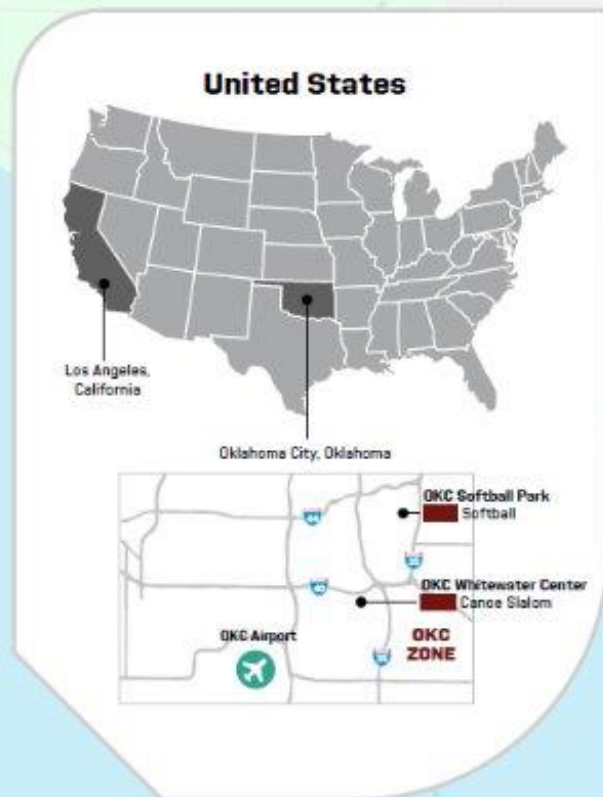 United States
Los Angeles,
California
Oklahoma City, Oklahoma
OKC Softball Park
Softball
44
35
OKC Whitewater Center
40
Canoe Slalom
OKC Airport
OKC
ZONE